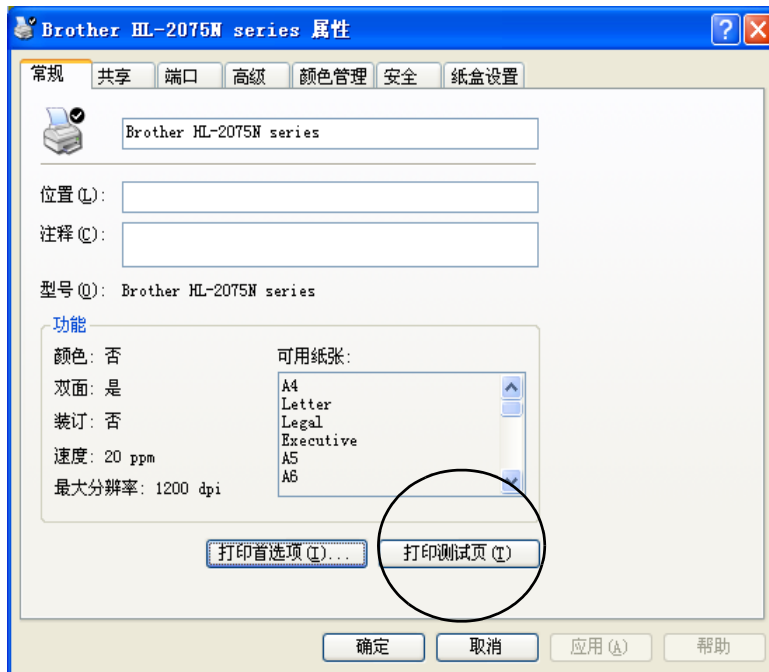 Brother HL-2075N series 属性
常规 共享 端口 高级 颜色管理 安全 纸盒设置
Brother HL-2075N series
位置(L):
注释(C):
型号(O): Brother HL-2075N series
功能
颜色: 否
双面: 是
装订: 否
速度: 20 ppm
最大分辨率: 1200 dpi
可用纸张:
A4
Letter
Legal
Executive
A5
A6
打印首选项(I)... 打印测试页(T)
确定 取消 应用(A) 帮助